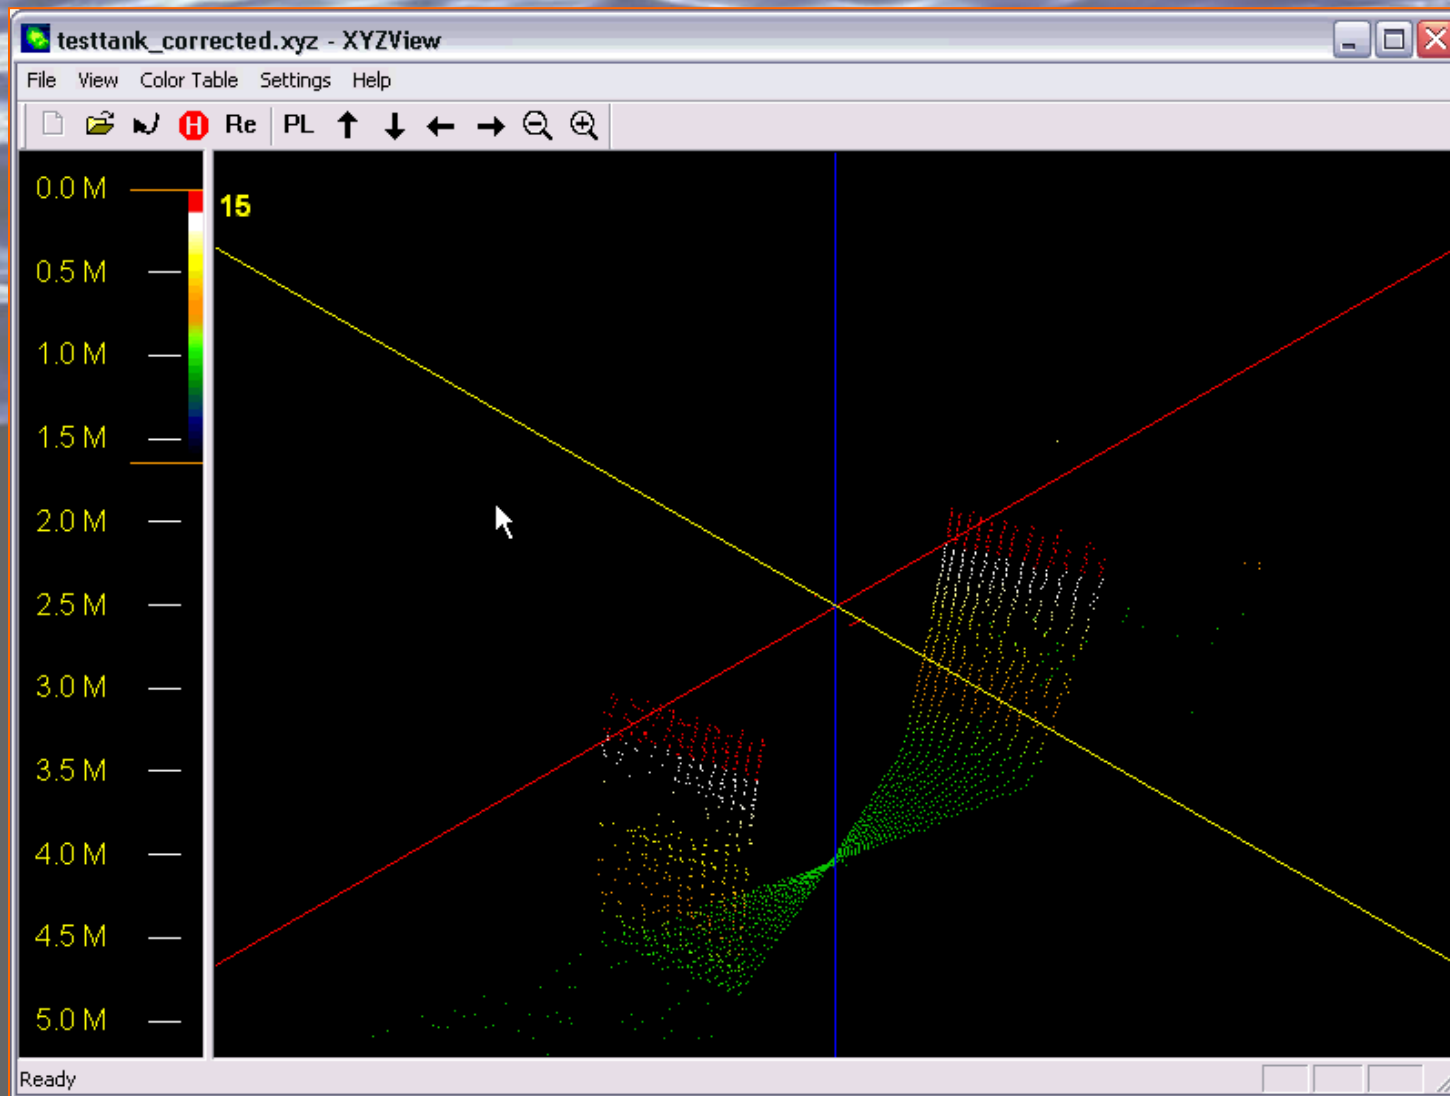 testtank_corrected.xyz - XYZView
File View Color Table Settings Help
H Re PL
0.0 M
15
0.5 M
1.0 M
1.5 M
2.0 M
2.5 M
3.0 M
3.5 M
4.0 M
4.5 M
5.0 M
Ready